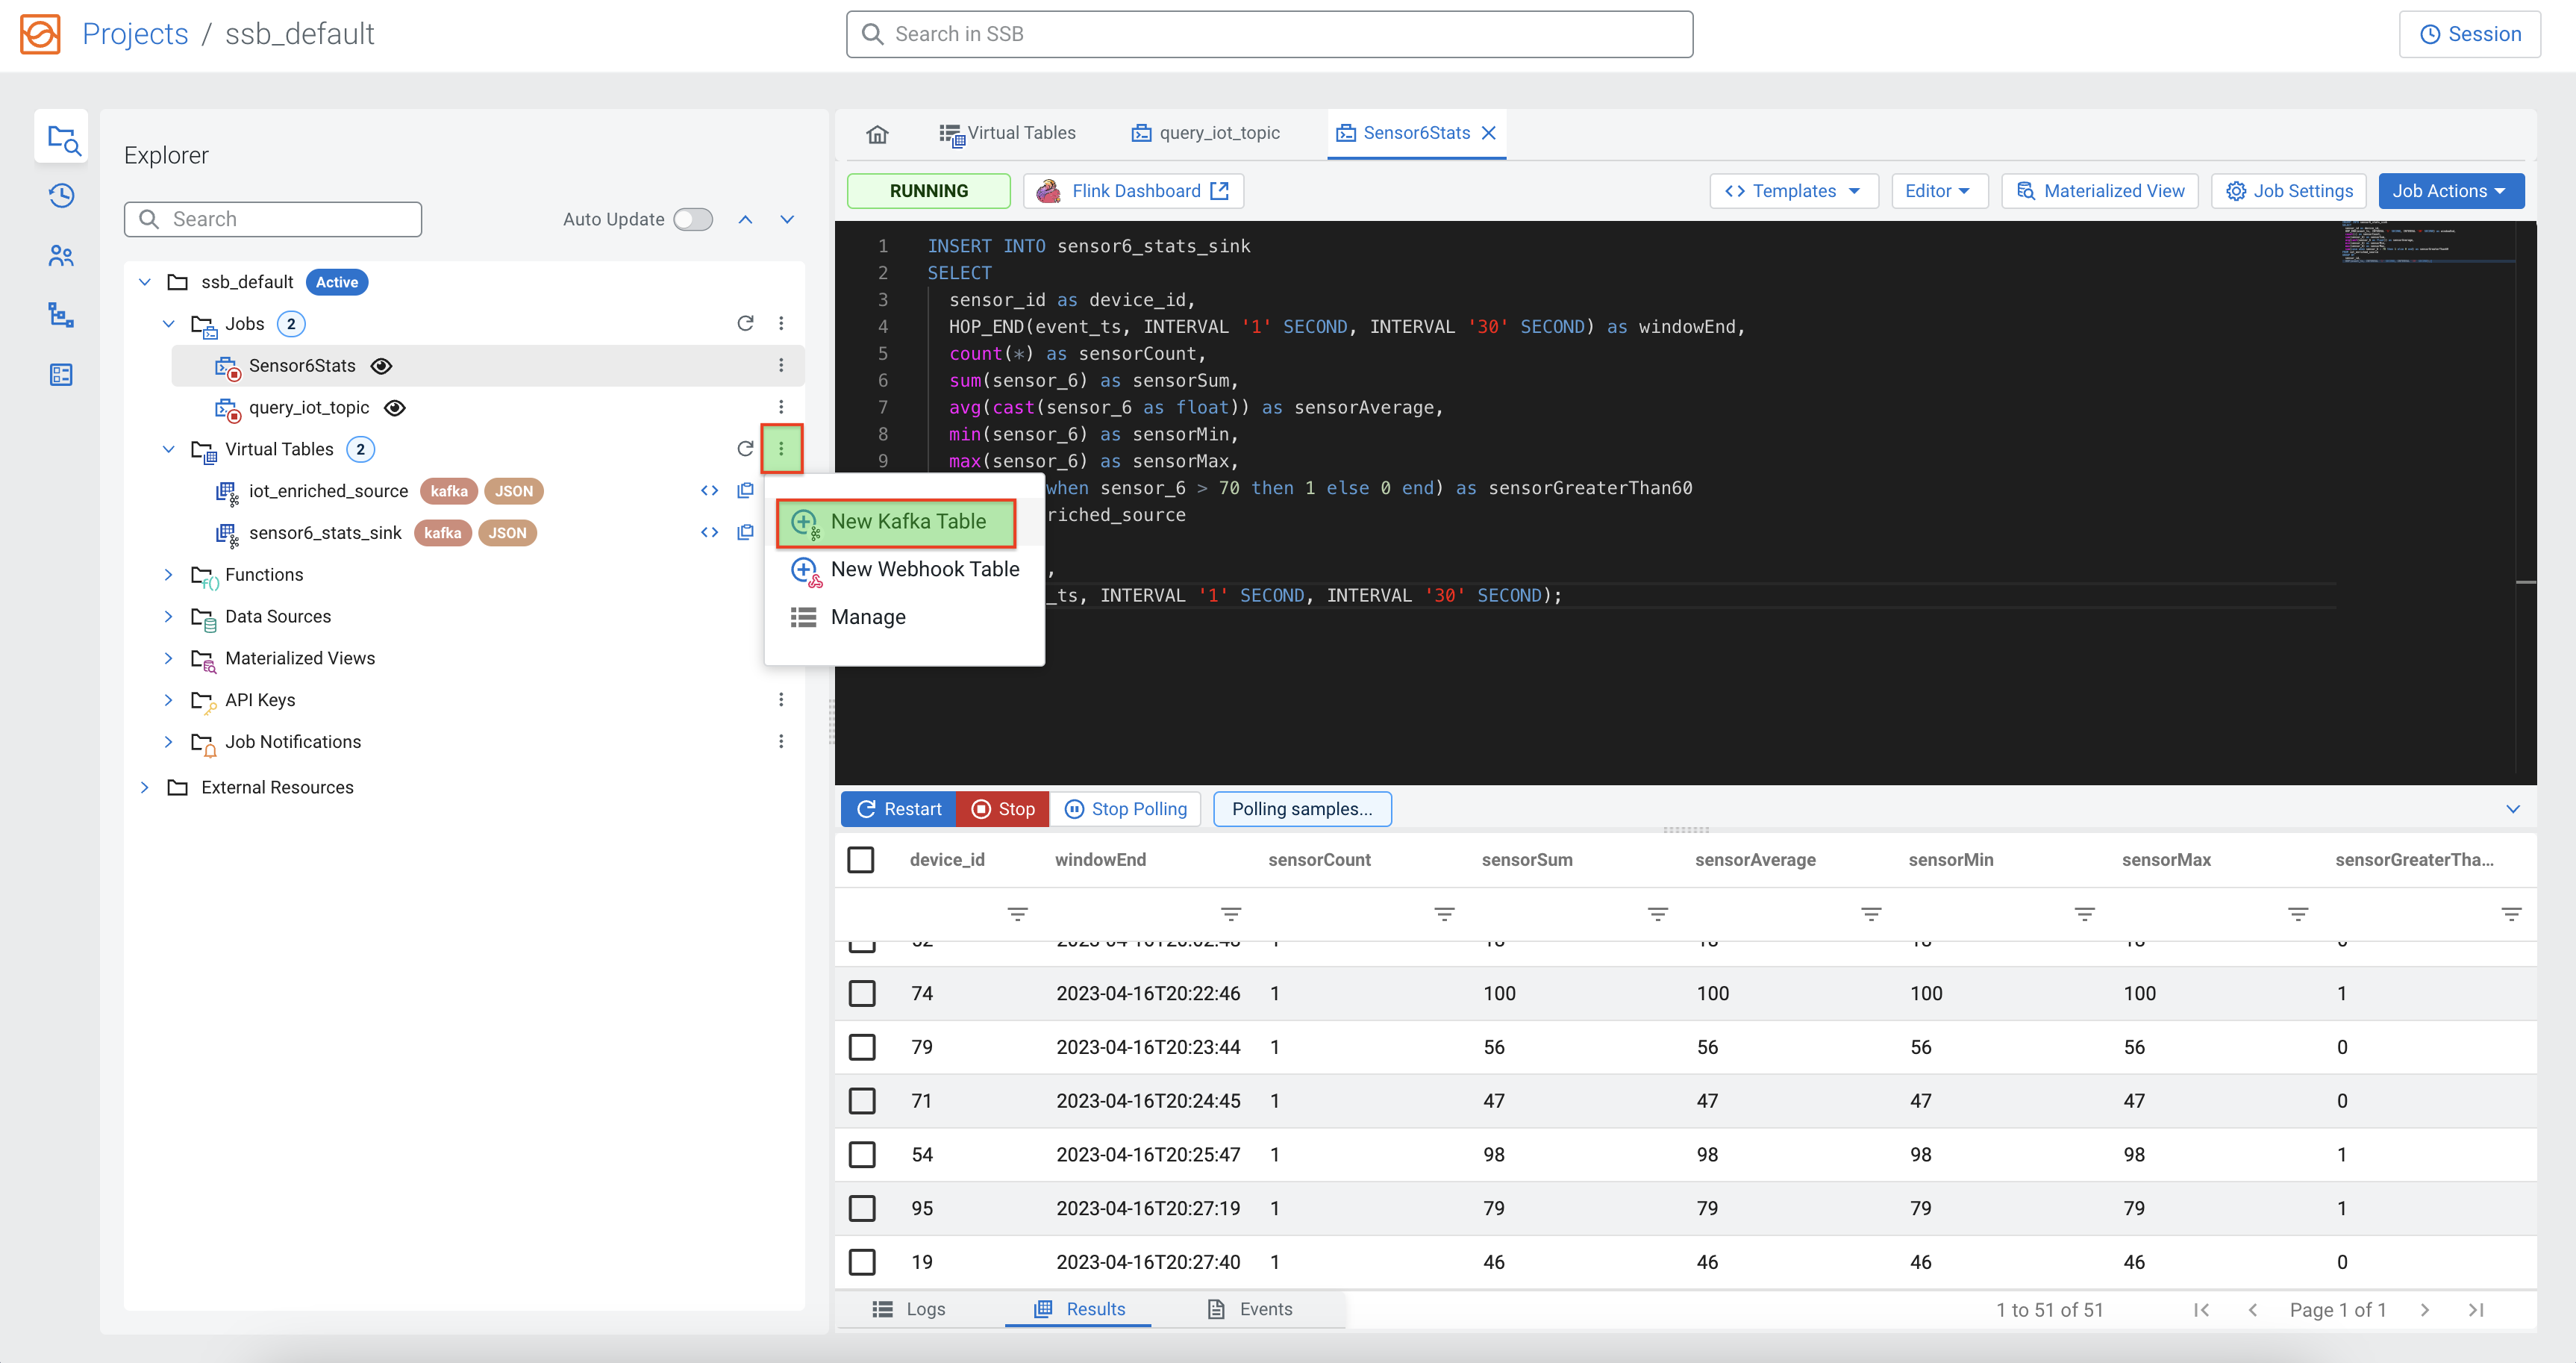 Projects / ssb_default
Search in SSB
Session
Explorer
Search
Auto Update
ssb_default Active
Jobs 2
Sensor6Stats
query_iot_topic
Virtual Tables 2
iot_enriched_source kafka JSON
sensor6_stats_sink kafka JSON
Functions
Data Sources
Materialized Views
API Keys
Job Notifications
External Resources
New Kafka Table
New Webhook Table
Manage
Virtual Tables query_iot_topic Sensor6Stats
RUNNING Flink Dashboard Templates Editor Materialized View Job Settings Job Actions
1 INSERT INTO sensor6_stats_sink
2 SELECT
3 sensor_id as device_id,
4 HOP_END(event_ts, INTERVAL '1' SECOND, INTERVAL '30' SECOND) as windowEnd,
5 count(*) as sensorCount,
6 sum(sensor_6) as sensorSum,
7 avg(cast(sensor_6 as float)) as sensorAverage,
8 min(sensor_6) as sensorMin,
9 max(sensor_6) as sensorMax,
when sensor_6 > 70 then 1 else 0 end) as sensorGreaterThan60
riched_source
,
_ts, INTERVAL '1' SECOND, INTERVAL '30' SECOND);
Restart Stop Stop Polling Polling samples...
device_id windowEnd sensorCount sensorSum sensorAverage sensorMin sensorMax sensorGreaterTha...
74 2023-04-16T20:22:46 1 100 100 100 100 1
79 2023-04-16T20:23:44 1 56 56 56 56 0
71 2023-04-16T20:24:45 1 47 47 47 47 0
54 2023-04-16T20:25:47 1 98 98 98 98 1
95 2023-04-16T20:27:19 1 79 79 79 79 1
19 2023-04-16T20:27:40 1 46 46 46 46 0
Logs Results Events
1 to 51 of 51 Page 1 of 1